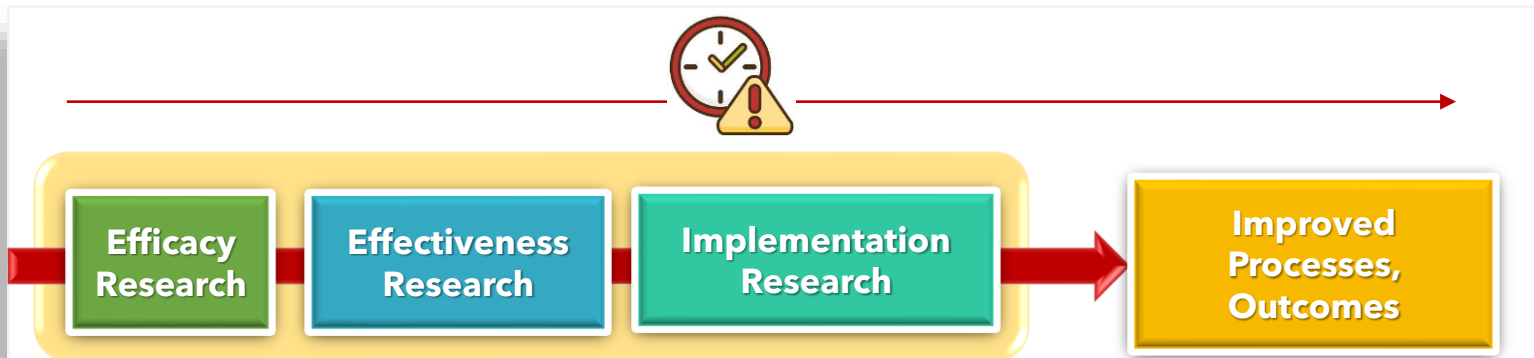 Efficacy
Research
Effectiveness
Research
Implementation
Research
Improved
Processes,
Outcomes